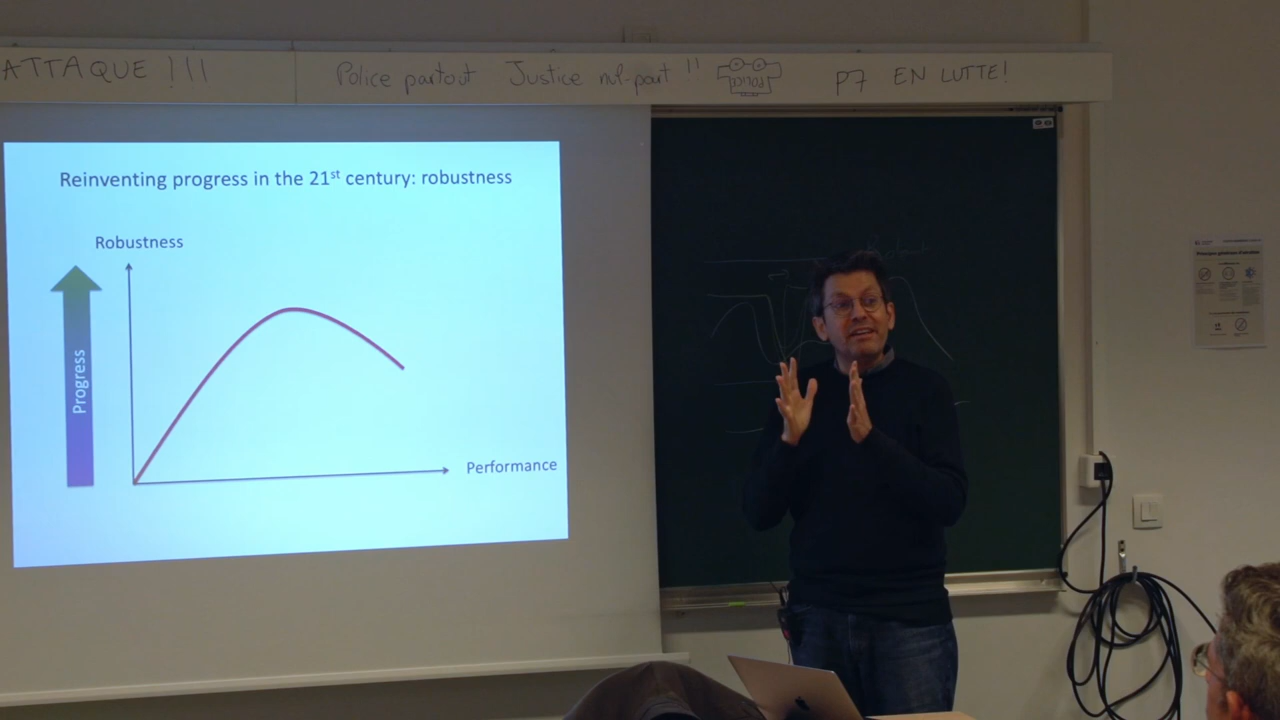 ATTAQUE !!!
Police partout Justice nul-part !! POLICE P7 EN LUTTE!
Reinventing progress in the 21st century: robustness
Robustness
Progress
Performance